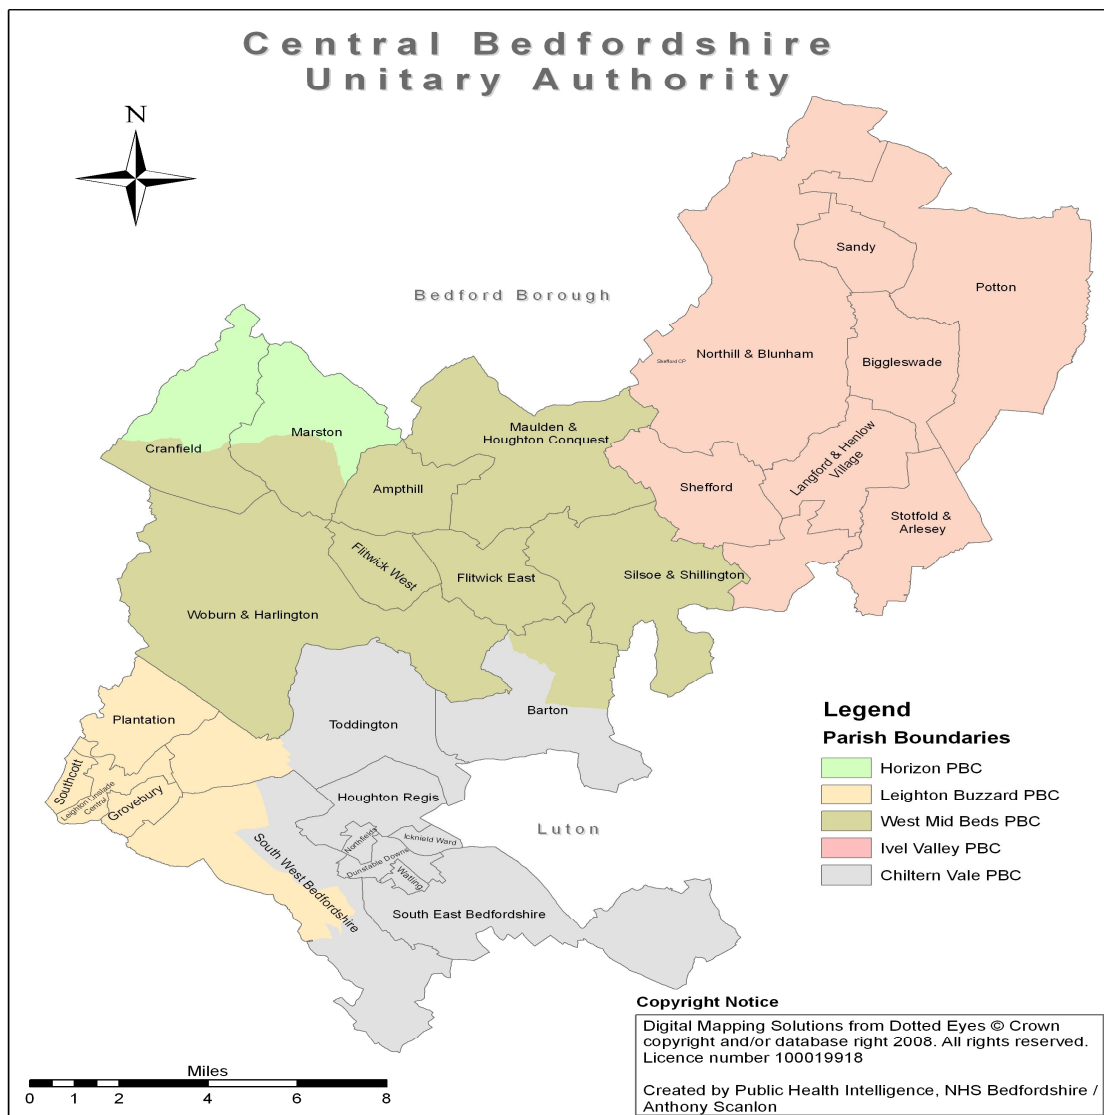 Central Bedfordshire
Unitary Authority
N
Bedford Borough
Sandy
Potton
Northill & Blunham
Shefford CP
Biggleswade
Marston
Cranfield
Maulden &
Houghton Conquest
Ampthill
Shefford
Langford & Henlow
Village
Stotfold &
Arlesey
Flitwick West
Flitwick East
Silsoe & Shillington
Woburn & Harlington
Plantation
Toddington
Barton
Southcott
Leighton Linslade
Central
Grovebury
Houghton Regis
Luton
Northfields
Icknield Ward
Dunstable Downs
Watling
South West Bedfordshire
South East Bedfordshire
Legend
Parish Boundaries
Horizon PBC
Leighton Buzzard PBC
West Mid Beds PBC
Ivel Valley PBC
Chiltern Vale PBC
Copyright Notice
Digital Mapping Solutions from Dotted Eyes © Crown
copyright and/or database right 2008. All rights reserved.
Licence number 100019918
Created by Public Health Intelligence, NHS Bedfordshire /
Anthony Scanlon
Miles
0 1 2 4 6 8